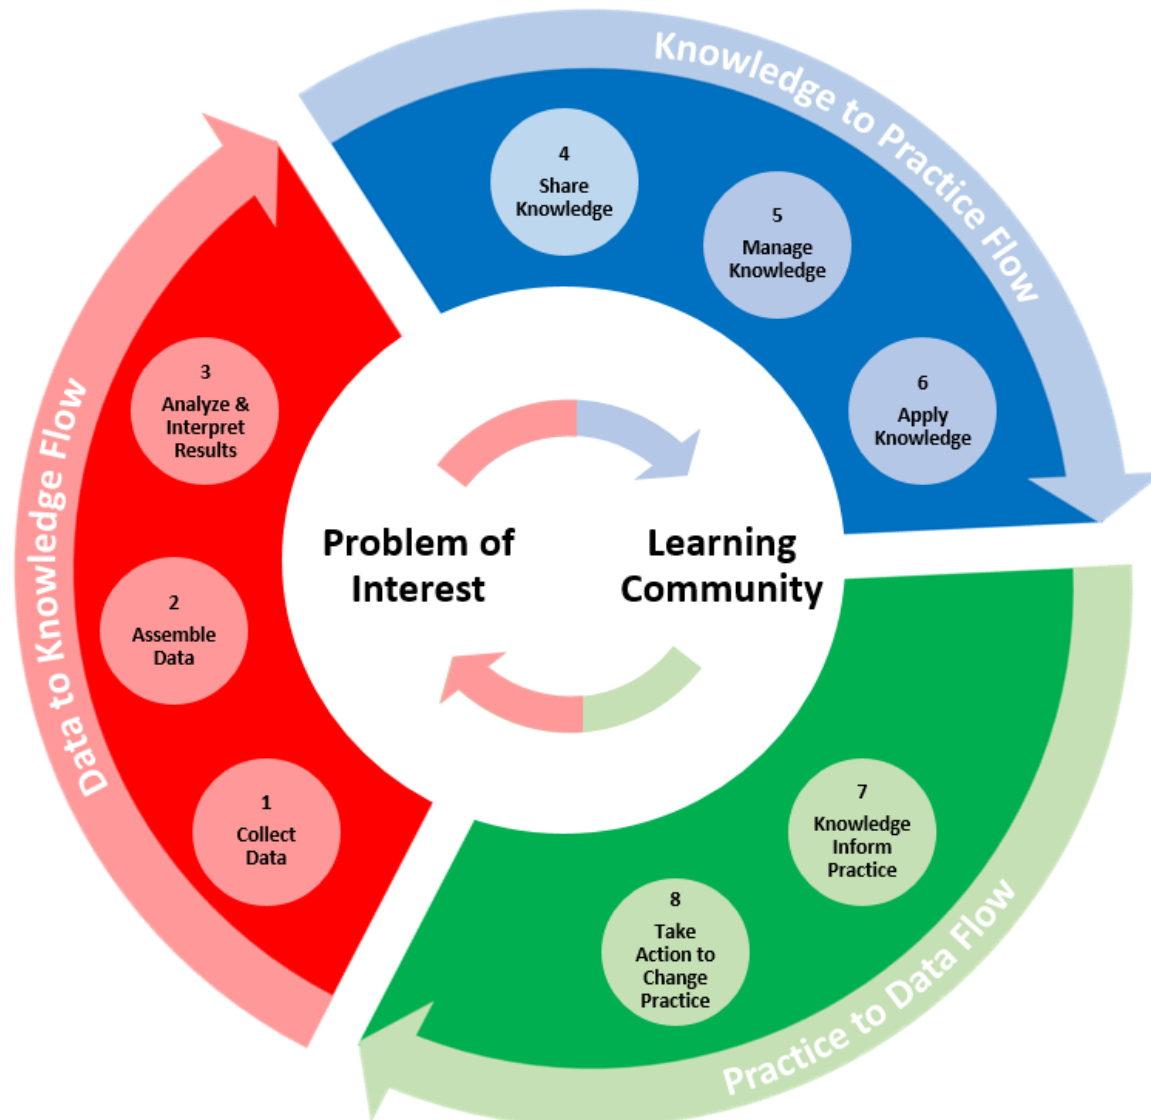 Knowledge to Practice Flow
4
Share
Knowledge
5
Manage
Knowledge
6
Apply
Knowledge
Data to Knowledge Flow
3
Analyze &
Interpret
Results
2
Assemble
Data
1
Collect
Data
Problem of
Interest
Learning
Community
7
Knowledge
Inform
Practice
8
Take
Action to
Change
Practice
Practice to Data Flow